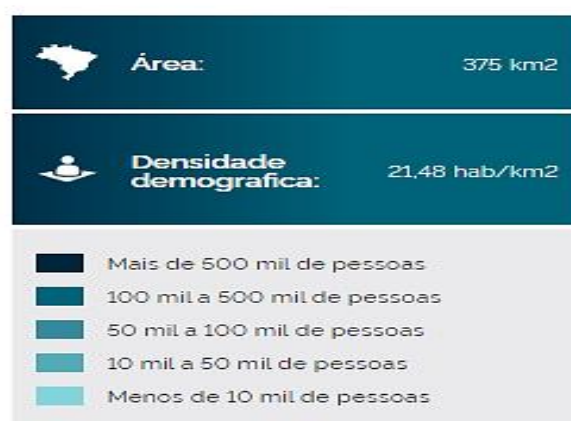 Área: 375 km2
Densidade
demografica: 21,48 hab/km2
Mais de 500 mil de pessoas
100 mil a 500 mil de pessoas
50 mil a 100 mil de pessoas
10 mil a 50 mil de pessoas
Menos de 10 mil de pessoas